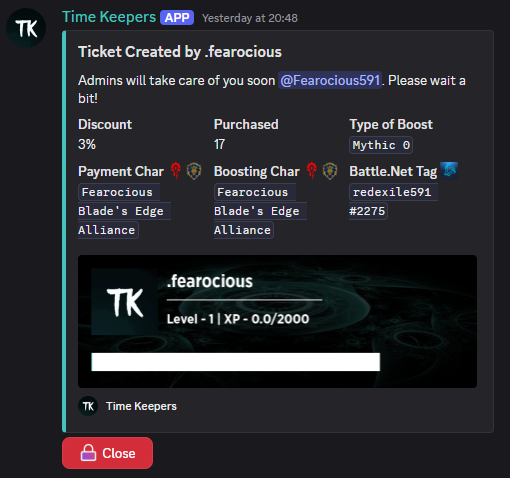 TK
Time Keepers APP Yesterday at 20:48
Ticket Created by .fearocious
Admins will take care of you soon @Fearocious591. Please wait a
bit!
Discount Purchased Type of Boost
3% 17 Mythic 0
Payment Char Boosting Char Battle.Net Tag
Fearocious Fearocious redexile591
Blade's Edge Blade's Edge #2275
Alliance Alliance
TK
.fearocious
Level - 1 | XP - 0.0/2000
TK Time Keepers
Close